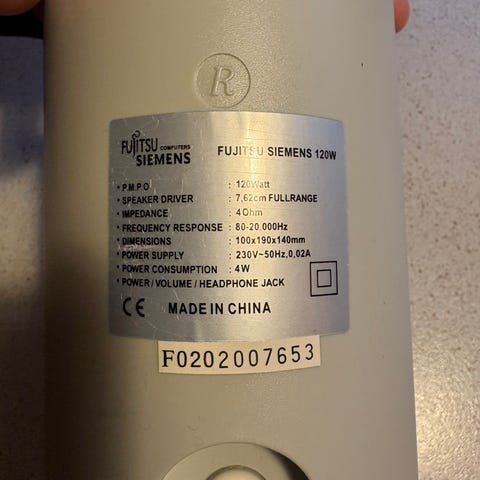 R
FUJITSU COMPUTERS
SIEMENS
FUJITSU SIEMENS 120W
• P.M.P.O : 120Watt
• SPEAKER DRIVER : 7,62cm FULLRANGE
• IMPEDANCE : 4Ohm
• FREQUENCY RESPONSE : 80-20.000Hz
• DIMENSIONS : 100x190x140mm
• POWER SUPPLY : 230V~50Hz,0,02A
• POWER CONSUMPTION : 4W
• POWER / VOLUME / HEADPHONE JACK
CE MADE IN CHINA
F0202007653